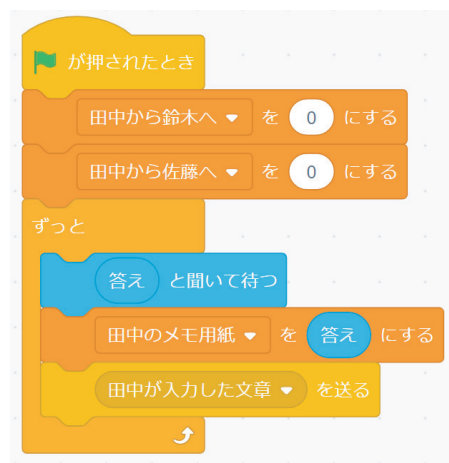 が押されたとき
田中から鈴木へ を 0 にする
田中から佐藤へ を 0 にする
ずっと
答え と聞いて待つ
田中のメモ用紙 を 答え にする
田中が入力した文章 を送る